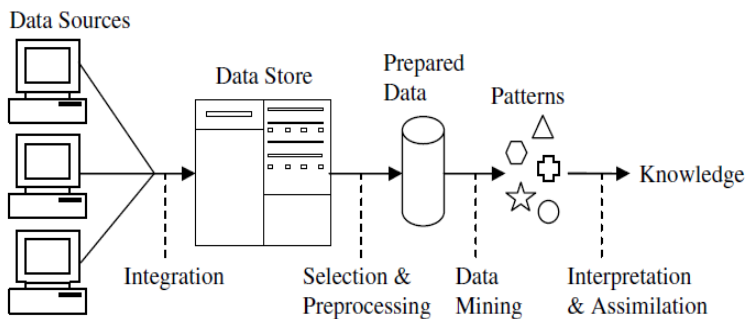 Data Sources
Data Store
Prepared
Data
Patterns
Knowledge
Integration
Selection &
Preprocessing
Data
Mining
Interpretation
& Assimilation